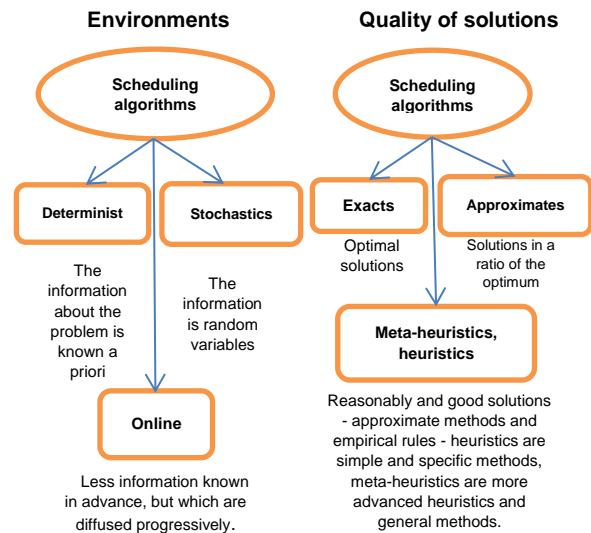 Environments
Scheduling
algorithms
Determinist
Stochastics
The
information
about the
problem is
known a
priori
The
information
is random
variables
Online
Less information known
in advance, but which are
diffused progressively.
Quality of solutions
Scheduling
algorithms
Exacts
Approximates
Optimal
solutions
Solutions in a
ratio of the
optimum
Meta-heuristics,
heuristics
Reasonably and good solutions
- approximate methods and
empirical rules - heuristics are
simple and specific methods,
meta-heuristics are more
advanced heuristics and
general methods.